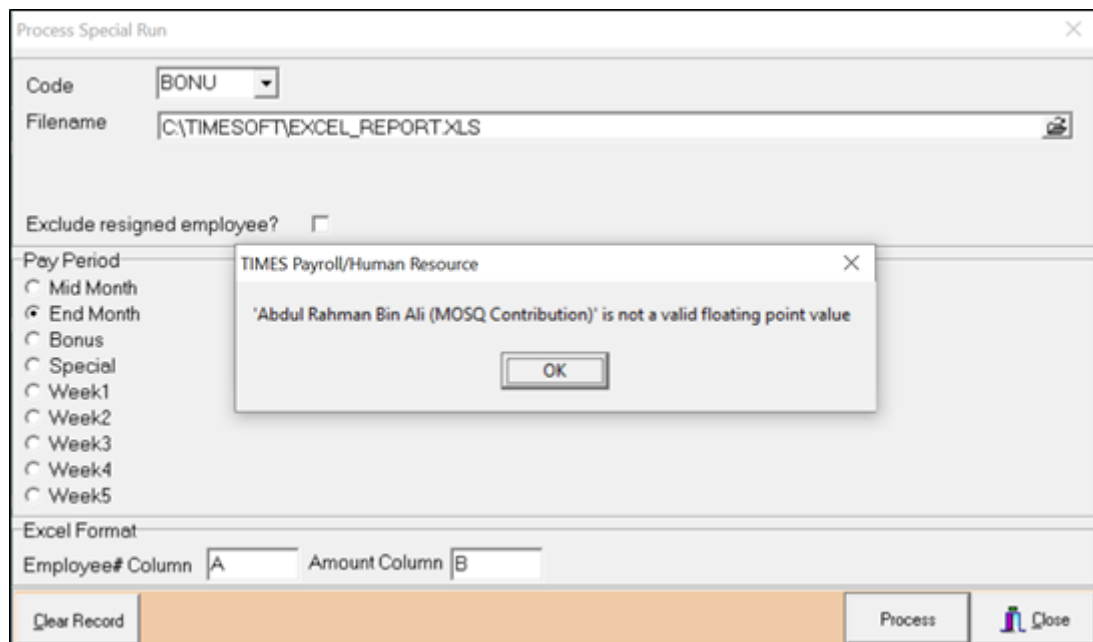 Process Special Run
Code BONU
Filename C:\TIMESOFT\EXCEL_REPORT.XLS
Exclude resigned employee?
Pay Period
Mid Month
End Month
Bonus
Special
Week1
Week2
Week3
Week4
Week5
TIMES Payroll/Human Resource
'Abdul Rahman Bin Ali (MOSQ Contribution)' is not a valid floating point value
OK
Excel Format
Employee# Column A Amount Column B
Clear Record Process Close